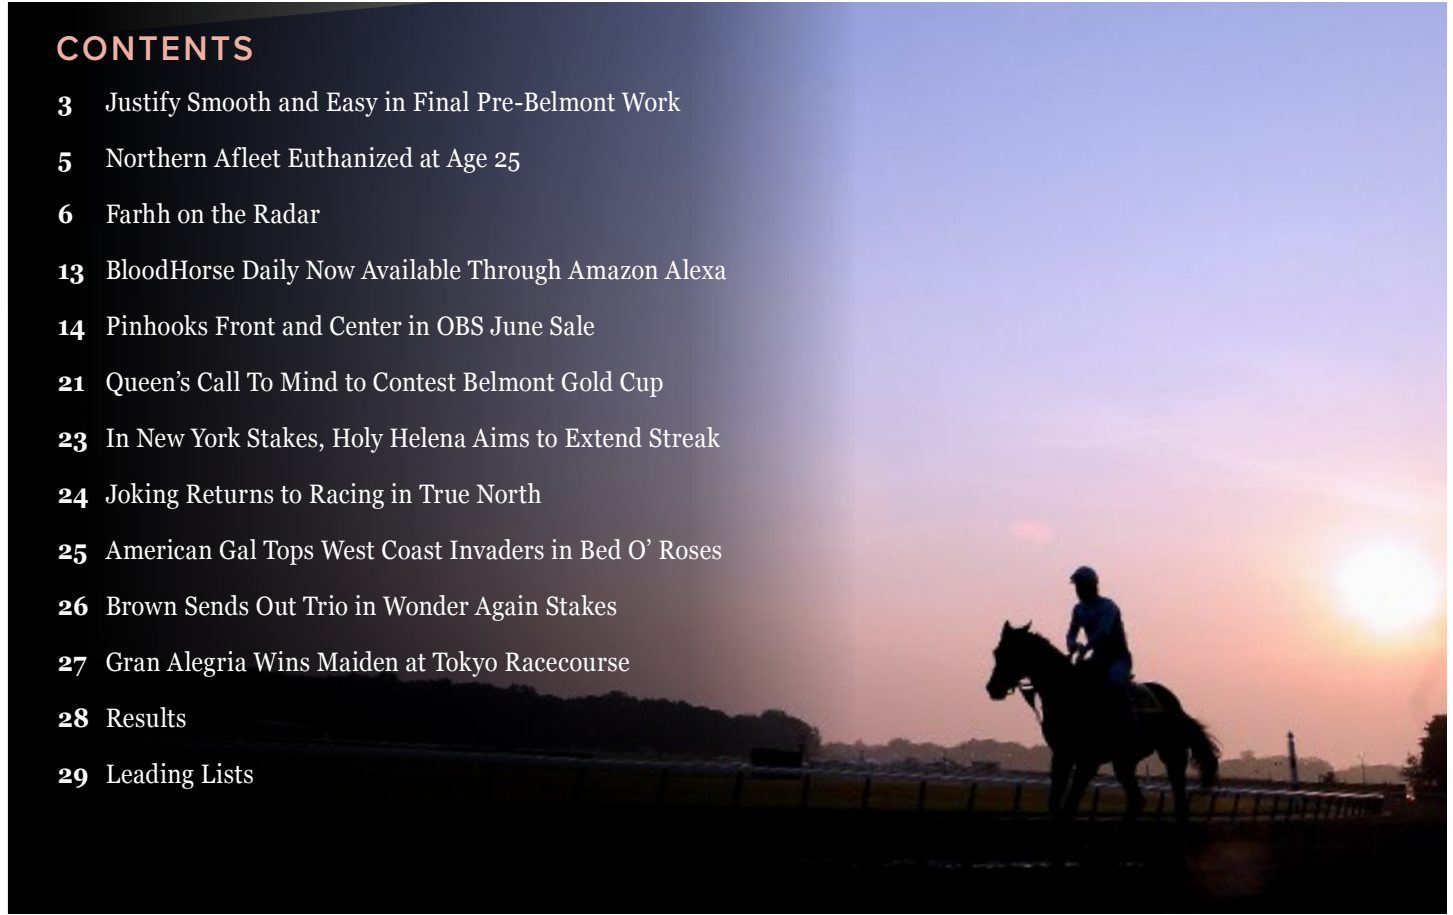 CONTENTS
3 Justify Smooth and Easy in Final Pre-Belmont Work
5 Northern Afleet Euthanized at Age 25
6 Farhh on the Radar
13 BloodHorse Daily Now Available Through Amazon Alexa
14 Pinhooks Front and Center in OBS June Sale
21 Queen’s Call To Mind to Contest Belmont Gold Cup
23 In New York Stakes, Holy Helena Aims to Extend Streak
24 Joking Returns to Racing in True North
25 American Gal Tops West Coast Invaders in Bed O’ Roses
26 Brown Sends Out Trio in Wonder Again Stakes
27 Gran Alegria Wins Maiden at Tokyo Racecourse
28 Results
29 Leading Lists